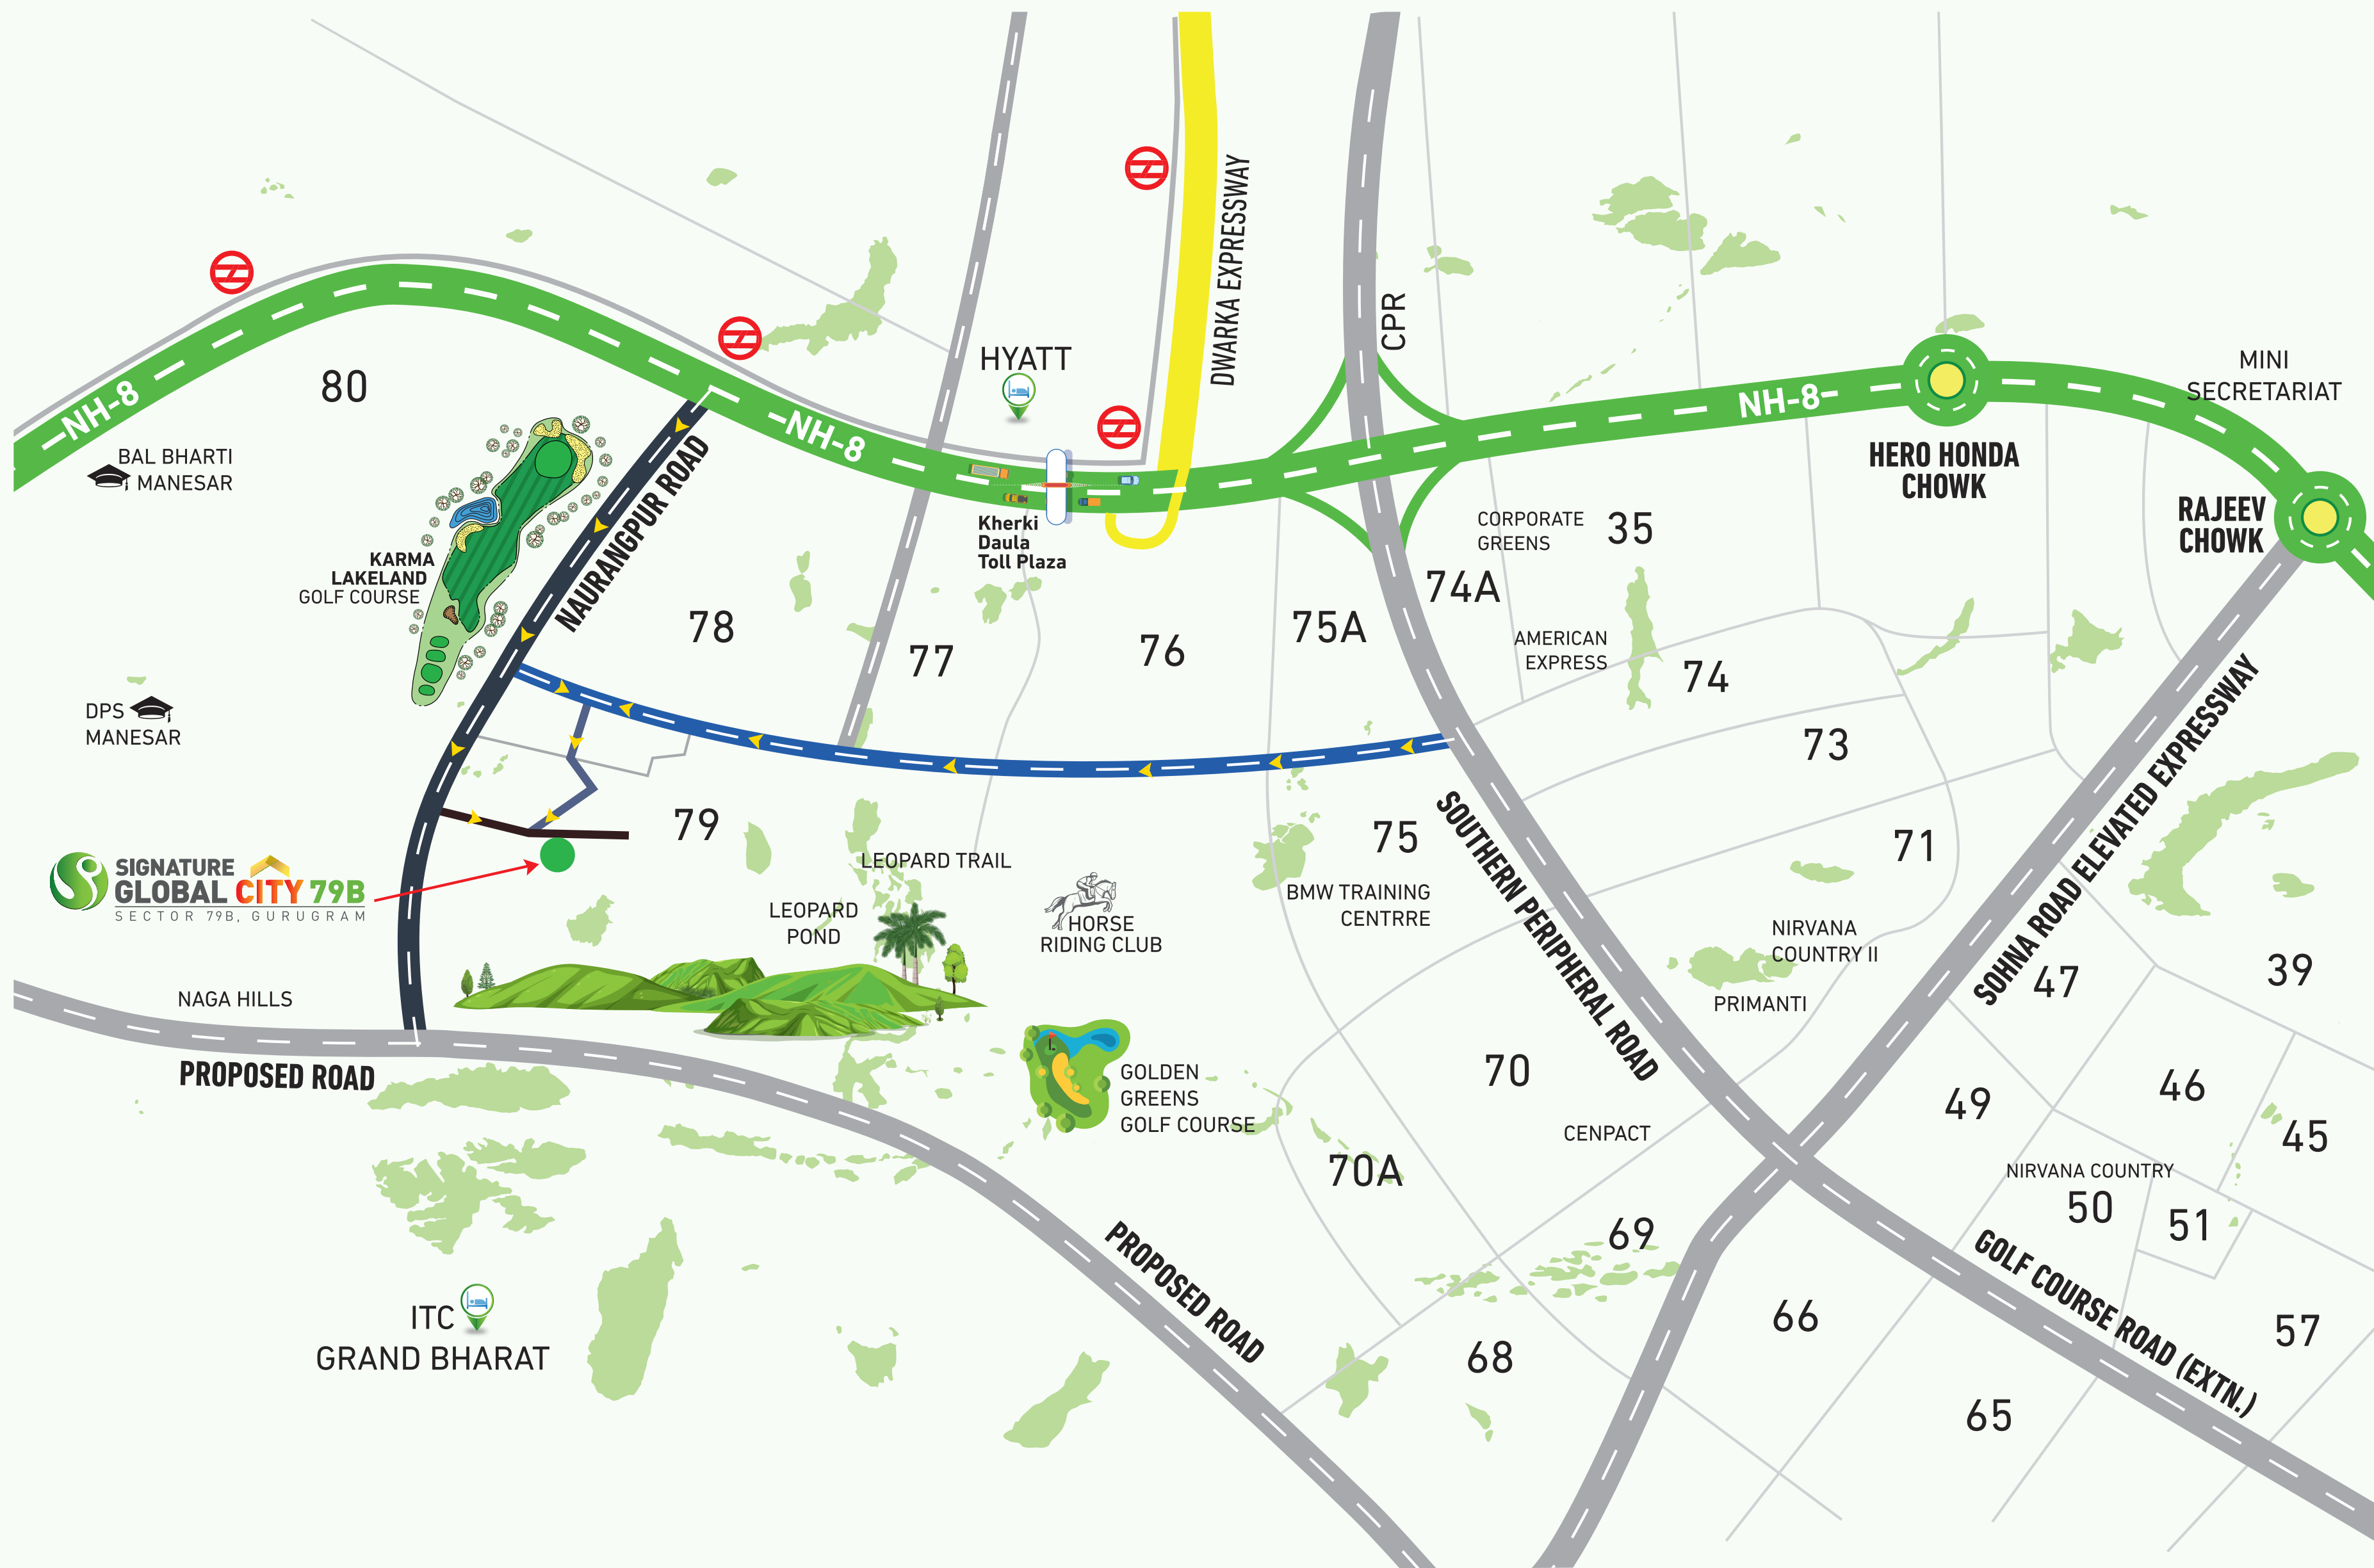 DWARKA EXPRESSWAY
CPR
HYATT
80
NH-8
NH-8
NH-8
MINI
SECRETARIAT
HERO HONDA
CHOWK
RAJEEV
CHOWK
BAL BHARTI
MANESAR
KARMA
LAKELAND
GOLF COURSE
NAURANGPUR ROAD
Kherki
Daula
Toll Plaza
CORPORATE
GREENS
35
74A
78
77
76
75A
AMERICAN
EXPRESS
74
73
DPS
MANESAR
79
75
71
SIGNATURE
GLOBAL CITY 79B
SECTOR 79B, GURUGRAM
LEOPARD TRAIL
LEOPARD
POND
HORSE
RIDING CLUB
BMW TRAINING
CENTRRE
SOUTHERN PERIPHERAL ROAD
NIRVANA
COUNTRY II
PRIMANTI
SOHNA ROAD ELEVATED EXPRESSWAY
47
39
NAGA HILLS
PROPOSED ROAD
GOLDEN
GREENS
GOLF COURSE
70
49
46
45
CENPACT
70A
NIRVANA COUNTRY
50
51
69
PROPOSED ROAD
GOLF COURSE ROAD (EXTN.)
66
57
68
65
ITC
GRAND BHARAT